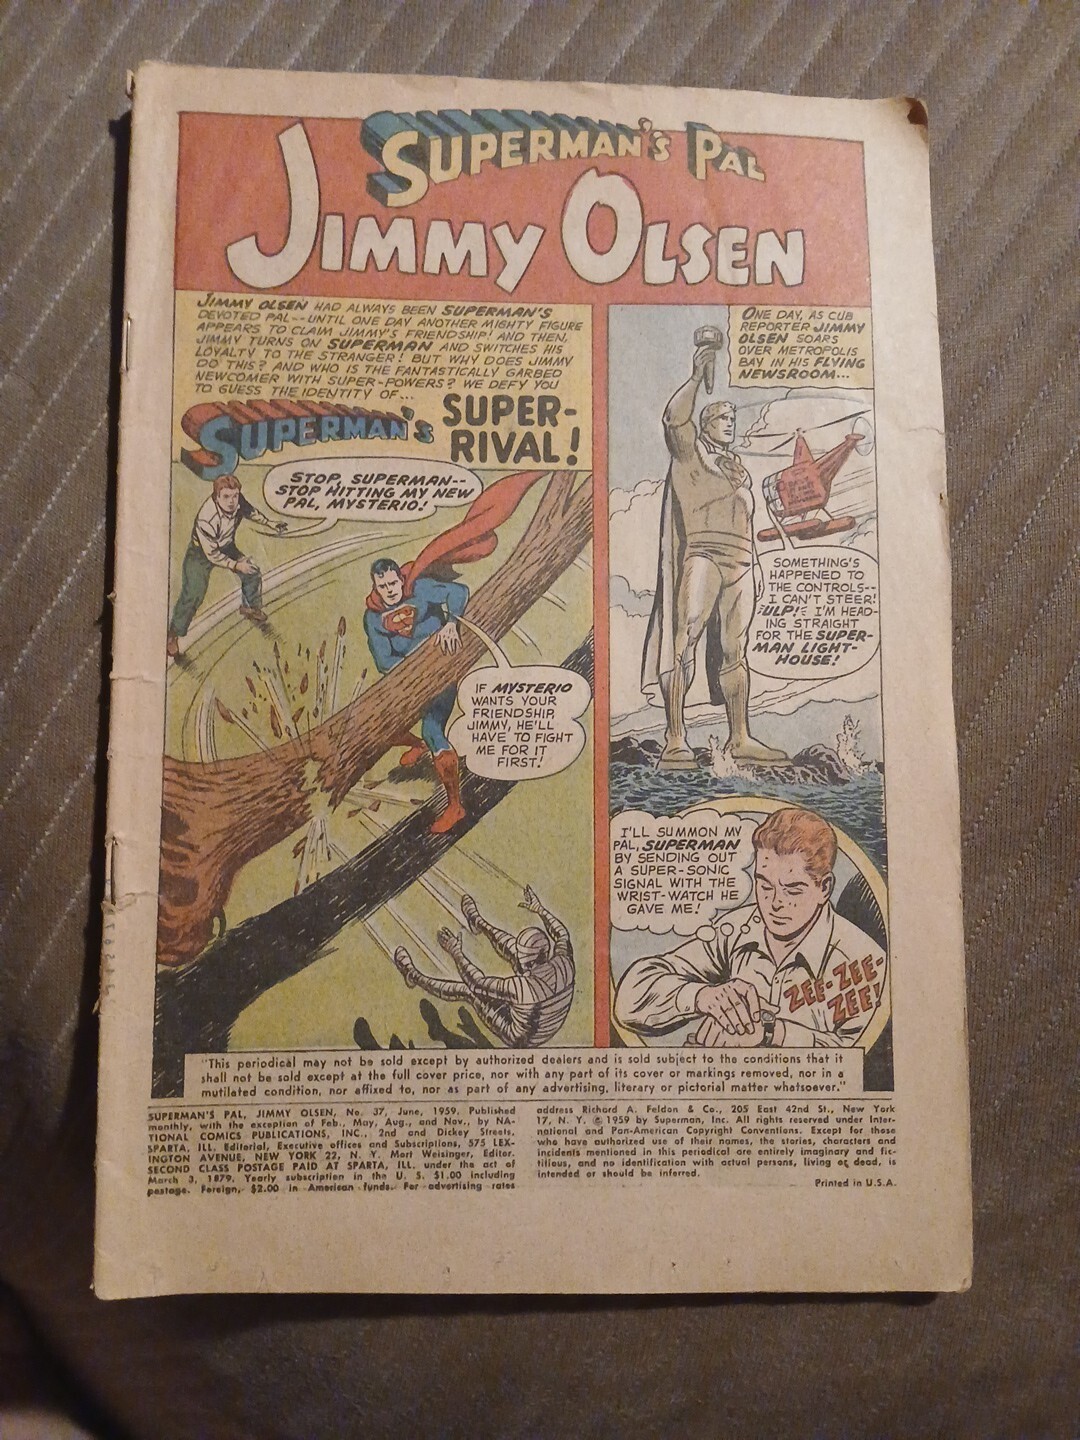 SUPERMAN'S PAL
JIMMY OLSEN
JIMMY OLSEN HAD ALWAYS BEEN SUPERMAN'S
DEVOTED PAL--UNTIL ONE DAY ANOTHER MIGHTY FIGURE
APPEARS TO CLAIM JIMMY'S FRIENDSHIP! AND THEN,
JIMMY TURNS ON SUPERMAN AND SWITCHES HIS
LOYALTY TO THE STRANGER! BUT WHY DOES JIMMY
DO THIS? AND WHO IS THE FANTASTICALLY GARBED
NEWCOMER WITH SUPER-POWERS? WE DEFY YOU
TO GUESS THE IDENTITY OF...
SUPERMAN'S SUPER-
RIVAL!
STOP, SUPERMAN--
STOP HITTING MY NEW
PAL, MYSTERIO!
IF MYSTERIO
WANTS YOUR
FRIENDSHIP,
JIMMY, HE'LL
HAVE TO FIGHT
ME FOR IT
FIRST!
ONE DAY, AS CUB
REPORTER JIMMY
OLSEN SOARS
OVER METROPOLIS
BAY IN HIS FLYING
NEWSROOM...
SOMETHING'S
HAPPENED TO
THE CONTROLS--
I CAN'T STEER!
:ULP!: I'M HEAD-
ING STRAIGHT
FOR THE SUPER-
MAN LIGHT-
HOUSE!
I'LL SUMMON MY
PAL, SUPERMAN
BY SENDING OUT
A SUPER-SONIC
SIGNAL WITH THE
WRIST-WATCH HE
GAVE ME!
ZEE-ZEE-
ZEE!
"This periodical may not be sold except by authorized dealers and is sold subject to the conditions that it
shall not be sold except at the full cover price, nor with any part of its cover or markings removed, nor in a
mutilated condition, nor affixed to, nor as part of any advertising, literary or pictorial matter whatsoever."
SUPERMAN'S PAL, JIMMY OLSEN, No. 37, June, 1959. Published
monthly, with the exception of Feb., May, Aug., and Nov., by NA-
TIONAL COMICS PUBLICATIONS, INC., 2nd and Dickey Streets,
SPARTA, ILL. Editorial, Executive offices and Subscriptions, 575 LEX-
INGTON AVENUE, NEW YORK 22, N. Y. Mort Weisinger, Editor.
SECOND CLASS POSTAGE PAID AT SPARTA, ILL. under the act of
March 3, 1879. Yearly subscription in the U. S. $1.00 including
postage. Foreign, $2.00 in American funds. For advertising rates
address Richard A. Feldon & Co., 205 East 42nd St., New York
17, N. Y. © 1959 by Superman, Inc. All rights reserved under Inter-
national and Pan-American Copyright Conventions. Except for those
who have authorized use of their names, the stories, characters and
incidents mentioned in this periodical are entirely imaginary and fic-
titious, and no identification with actual persons, living or dead, is
intended or should be inferred.
Printed in U.S.A.